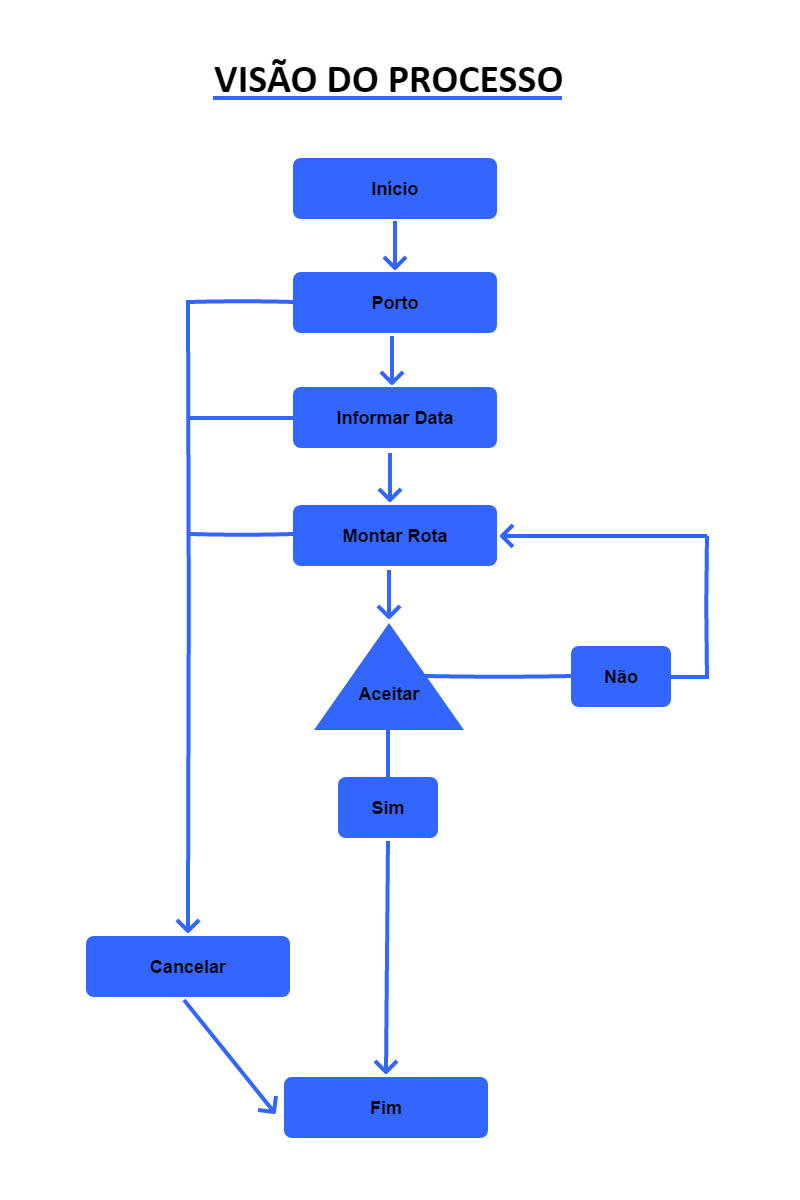 VISÃO DO PROCESSO
Início
Porto
Informar Data
Montar Rota
Aceitar
Não
Sim
Cancelar
Fim